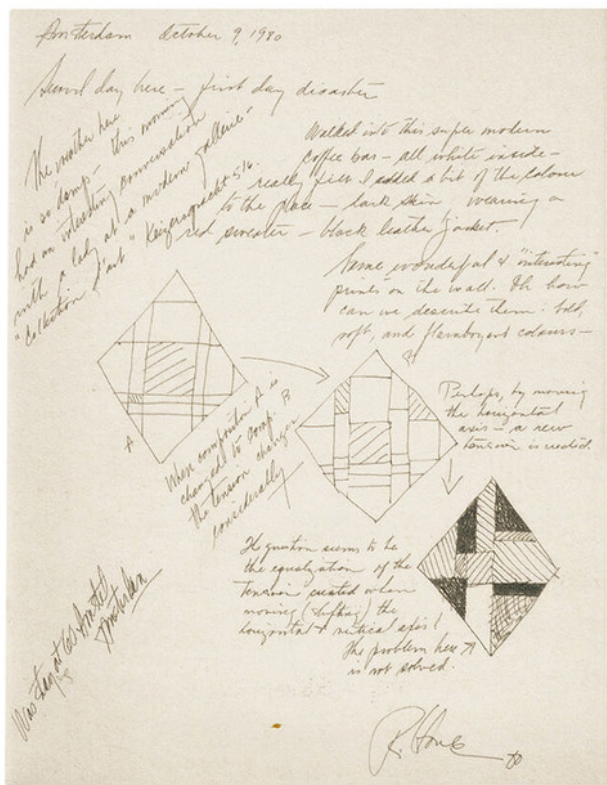 Amsterdam October 9, 1980
Second day here – first day disaster
The weather here
is so damp – this morning
had an interesting conversation
with a lady at a modern gallerie –
"Collection d'art" Keizersgracht 516.
Walked into this super modern
coffee bar – all white inside –
really felt I added a bit of the colour
to the place – dark skin, wearing a
red sweater – black leather jacket.
Some wonderful & "interesting"
prints on the wall. Oh how
can we describe them: bold,
soft, and flamboyant colours –
A
B
When composition A is
changed to comp. B
the tension changes
considerably
Perhaps, by moving
the horizontal
axis – a new
tension is created.
The question seems to be
the equalization of the
tension created when
moving (shifting) the
horizontal & vertical axis!
The problem here
is not solved.
Was stay at 60 Amstel
Amsterdam
80